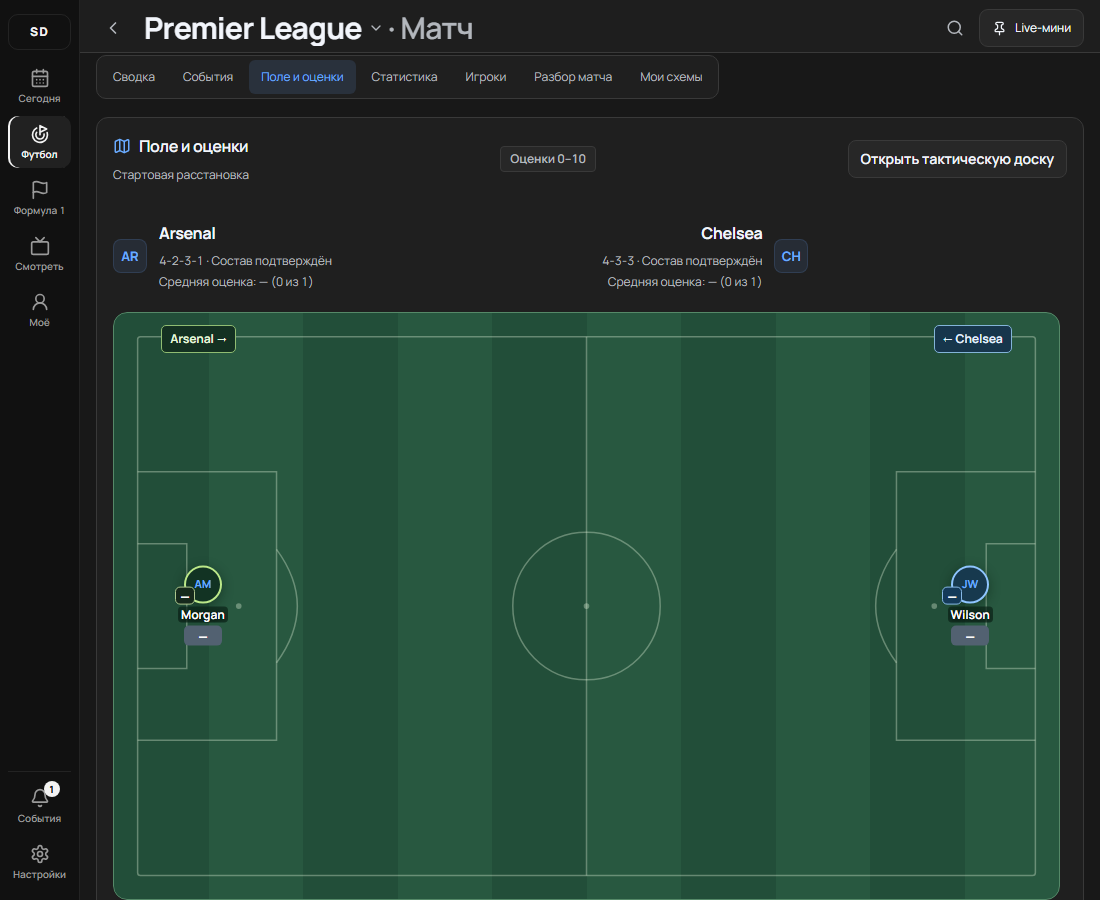 SD
Premier League · Матч
Live-мини
Сегодня
Футбол
Формула 1
Смотреть
Моё
Сводка События Поле и оценки Статистика Игроки Разбор матча Мои схемы
Поле и оценки
Оценки 0–10
Открыть тактическую доску
Стартовая расстановка
AR
Arsenal
4-2-3-1 · Состав подтверждён
Средняя оценка: — (0 из 1)
Chelsea
4-3-3 · Состав подтверждён
Средняя оценка: — (0 из 1)
CH
Arsenal →
← Chelsea
AM
–
Morgan
–
JW
–
Wilson
–
1
События
Настройки